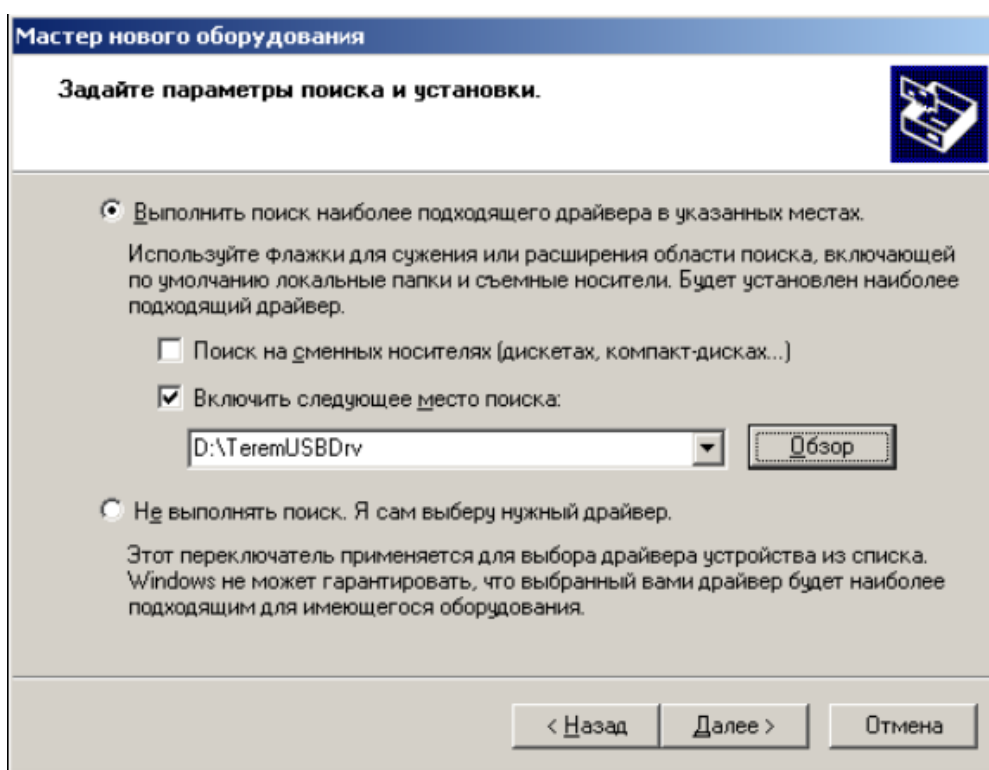 Мастер нового оборудования
Задайте параметры поиска и установки.
Выполнить поиск наиболее подходящего драйвера в указанных местах.
Используйте флажки для сужения или расширения области поиска, включающей
по умолчанию локальные папки и съемные носители. Будет установлен наиболее
подходящий драйвер.
Поиск на сменных носителях (дискетах, компакт-дисках...)
Включить следующее место поиска:
D:\TeremUSBDrv
Обзор
Не выполнять поиск. Я сам выберу нужный драйвер.
Этот переключатель применяется для выбора драйвера устройства из списка.
Windows не может гарантировать, что выбранный вами драйвер будет наиболее
подходящим для имеющегося оборудования.
< Назад Далее > Отмена